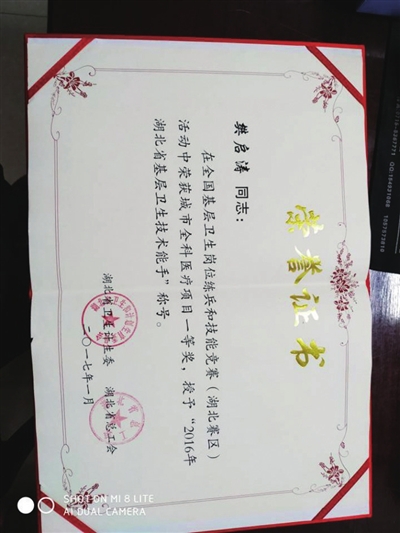 荣誉证书
樊启涛 同志：
在全国基层卫生岗位练兵和技能竞赛（湖北赛区）
活动中荣获城市全科医疗项目一等奖，授予“2016年
湖北省基层卫生技术能手”称号。
湖北省卫生计生委 湖北省总工会
二〇一七年一月
SHOT ON MI 8 LITE
AI DUAL CAMERA